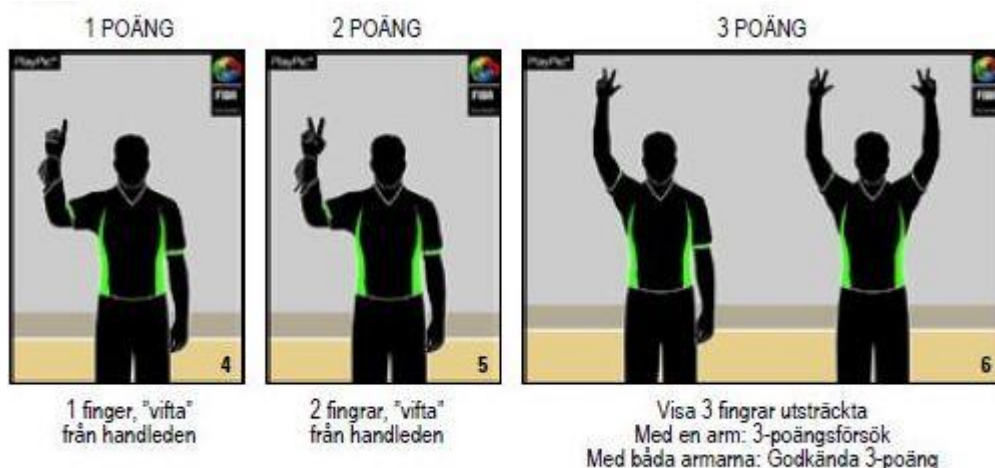 1 POÄNG
2 POÄNG
3 POÄNG
PlayPic
FIBA
4
PlayPic
FIBA
5
PlayPic
FIBA
6
1 finger, "vifta"
från handleden
2 fingrar, "vifta"
från handleden
Visa 3 fingrar utsträckta
Med en arm: 3-poängsförsök
Med båda armarna: Godkända 3-poäng